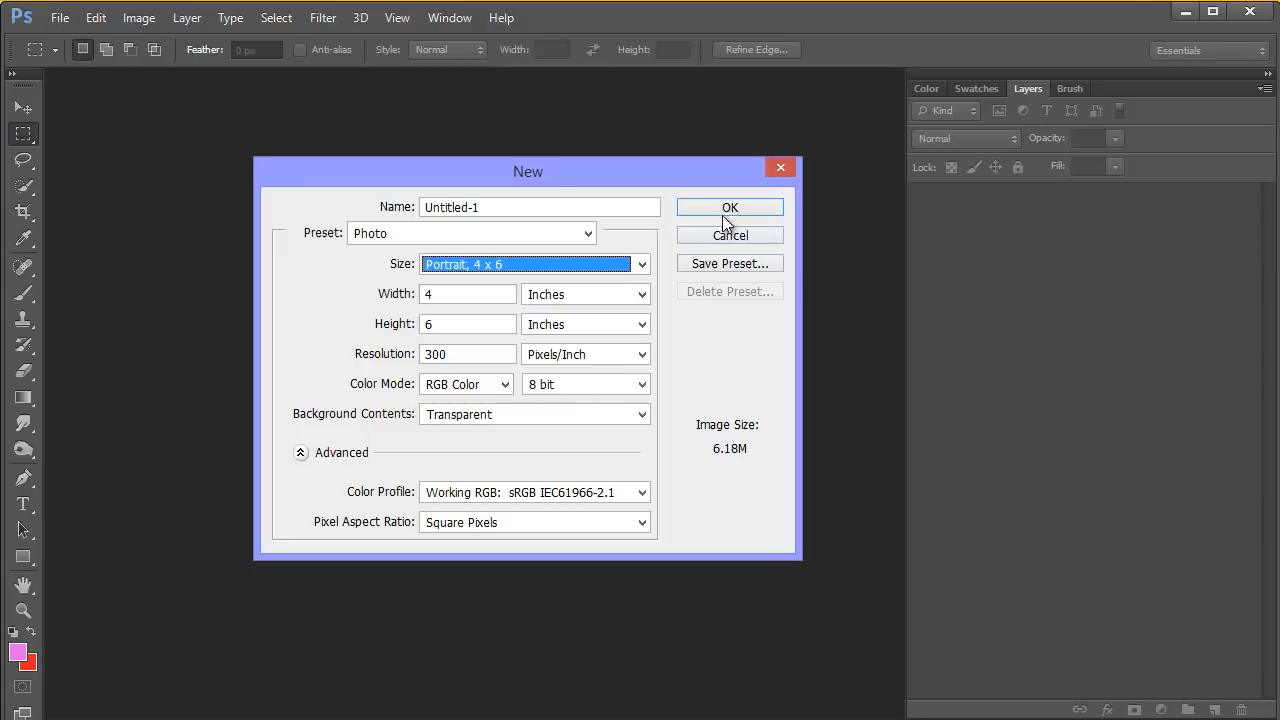 Ps File Edit Image Layer Type Select Filter 3D View Window Help
Feather: 0 px Anti-alias Style: Normal Width: Height: Refine Edge... Essentials
Color Swatches Layers Brush
Kind
Normal Opacity:
Lock: Fill:
New
Name: Untitled-1 OK
Preset: Photo Cancel
Size: Portrait, 4 x 6 Save Preset...
Width: 4 Inches Delete Preset...
Height: 6 Inches
Resolution: 300 Pixels/Inch
Color Mode: RGB Color 8 bit
Background Contents: Transparent
Image Size:
6.18M
Advanced
Color Profile: Working RGB: sRGB IEC61966-2.1
Pixel Aspect Ratio: Square Pixels